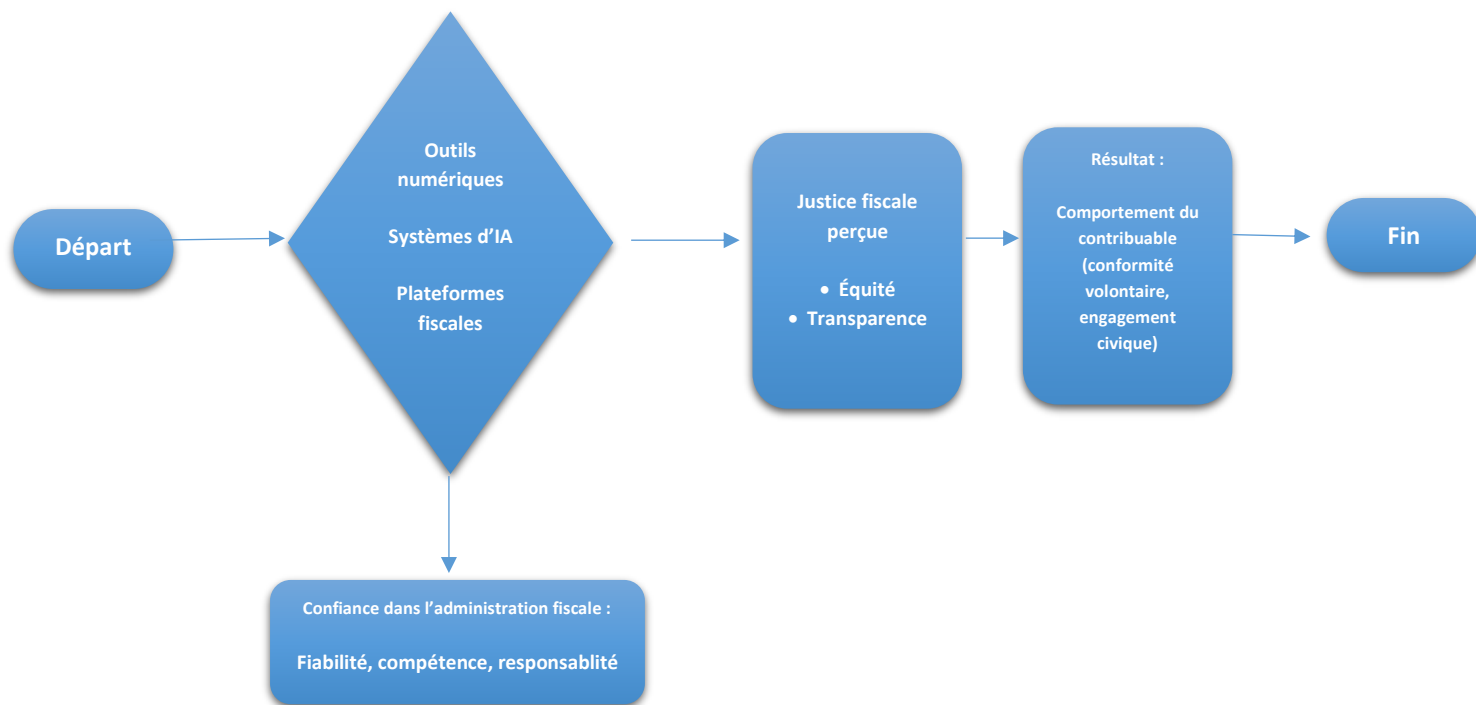 Départ
Outils
numériques
Systèmes d’IA
Plateformes
fiscales
Justice fiscale
perçue
• Équité
• Transparence
Résultat :
Comportement du
contribuable
(conformité
volontaire,
engagement
civique)
Fin
Confiance dans l’administration fiscale :
Fiabilité, compétence, responsablité